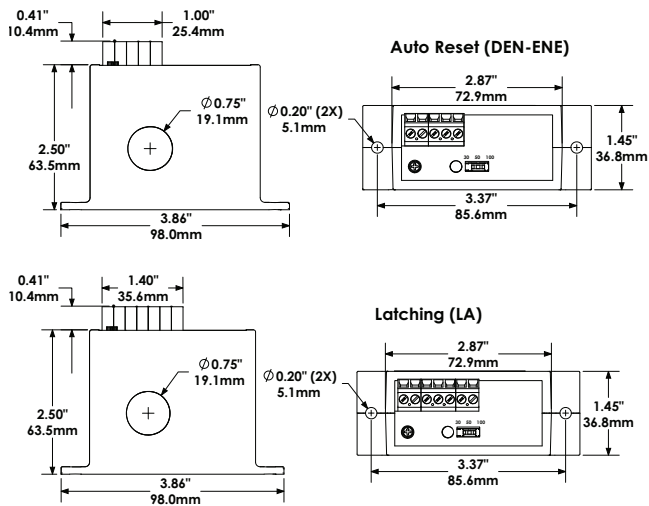 0.41"
10.4mm
1.00"
25.4mm
Auto Reset (DEN-ENE)
Ø0.75"
19.1mm
2.50"
63.5mm
3.86"
98.0mm
2.87"
72.9mm
Ø0.20" (2X)
5.1mm
30 50 100
1.45"
36.8mm
3.37"
85.6mm
0.41"
10.4mm
1.40"
35.6mm
Latching (LA)
Ø0.75"
19.1mm
2.50"
63.5mm
3.86"
98.0mm
2.87"
72.9mm
Ø0.20" (2X)
5.1mm
30 50 100
1.45"
36.8mm
3.37"
85.6mm